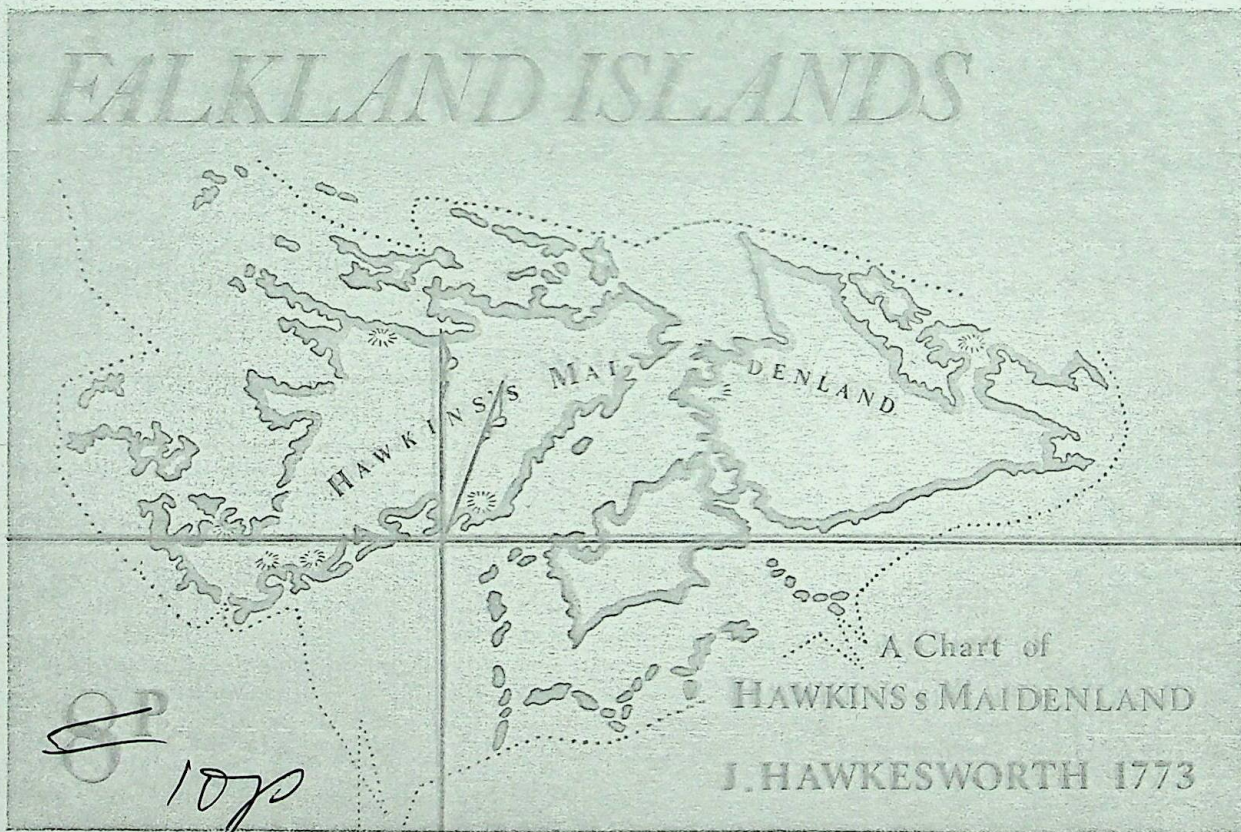 FALKLAND ISLANDS
HAWKINS'S MAIDENLAND
A Chart of
HAWKINS s MAIDENLAND
J. HAWKESWORTH 1773
8P
10p